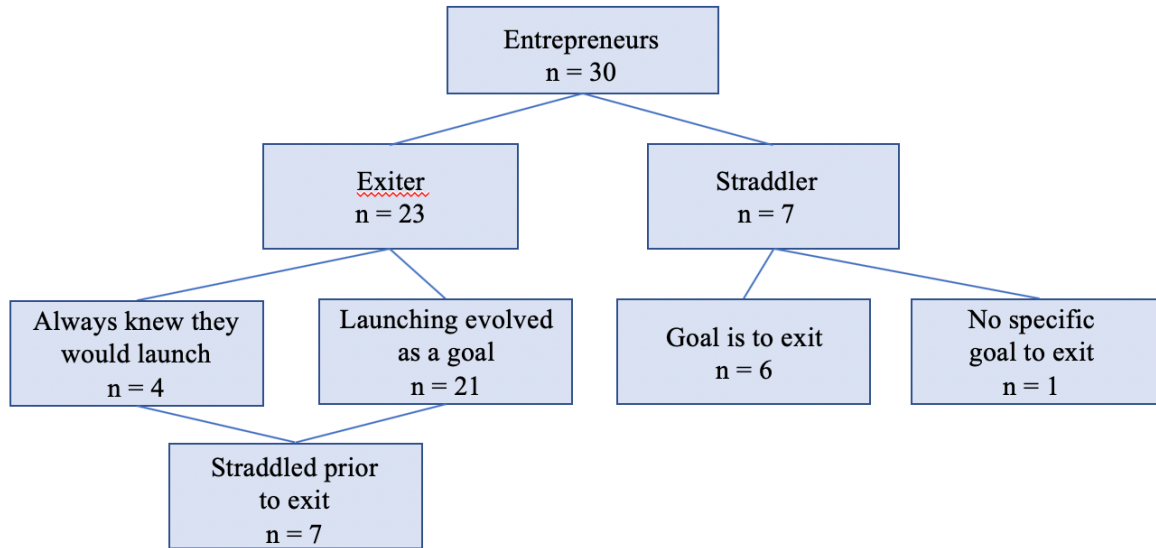 Entrepreneurs
n = 30
Exiter
n = 23
Straddler
n = 7
Always knew they
would launch
n = 4
Launching evolved
as a goal
n = 21
Goal is to exit
n = 6
No specific
goal to exit
n = 1
Straddled prior
to exit
n = 7